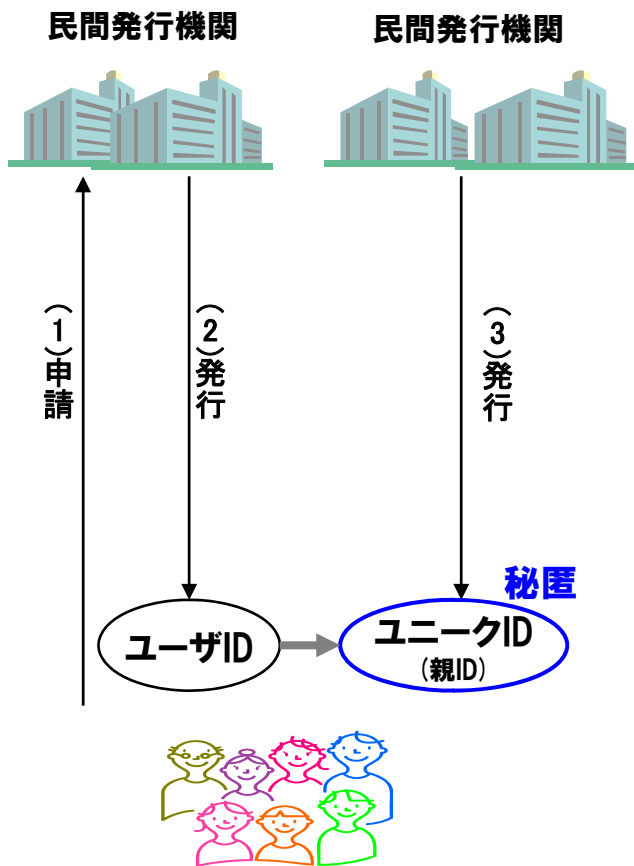 民間発行機関
民間発行機関
(1)申請
(2)発行
(3)発行
秘匿
ユーザID
ユニークID
(親ID)